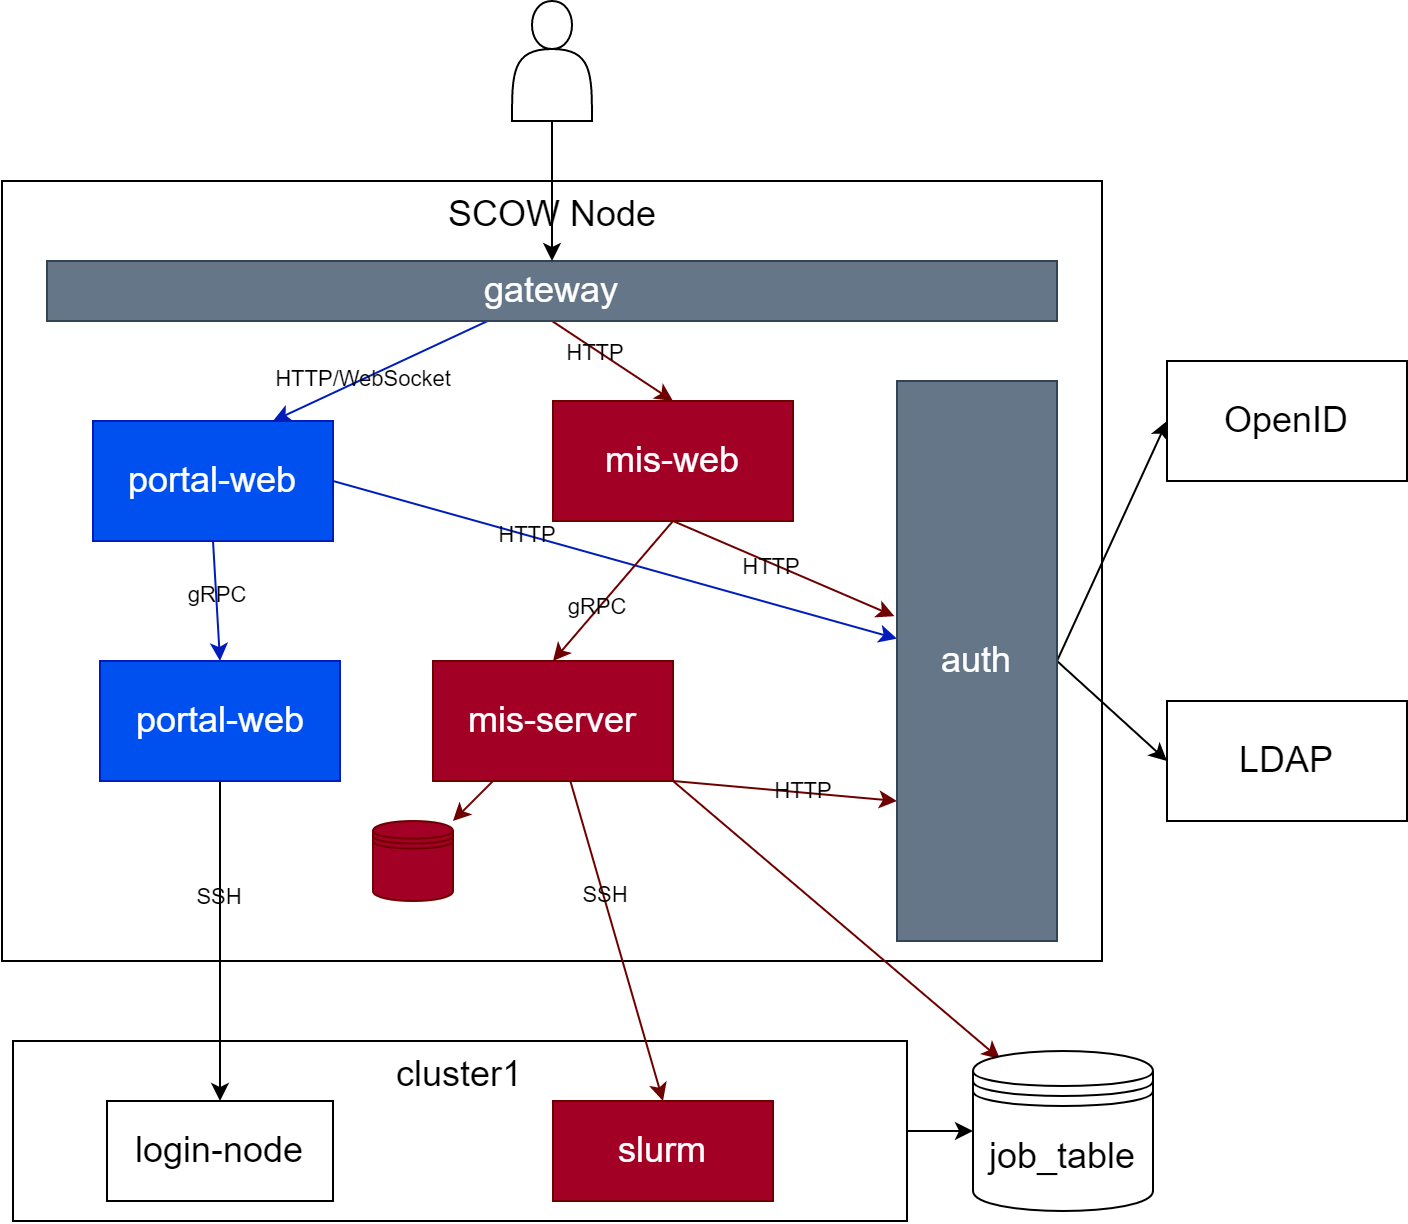 SCOW Node
gateway
HTTP
HTTP/WebSocket
portal-web
mis-web
OpenID
HTTP
HTTP
gRPC
gRPC
auth
portal-web
mis-server
LDAP
HTTP
SSH
SSH
cluster1
login-node
slurm
job_table